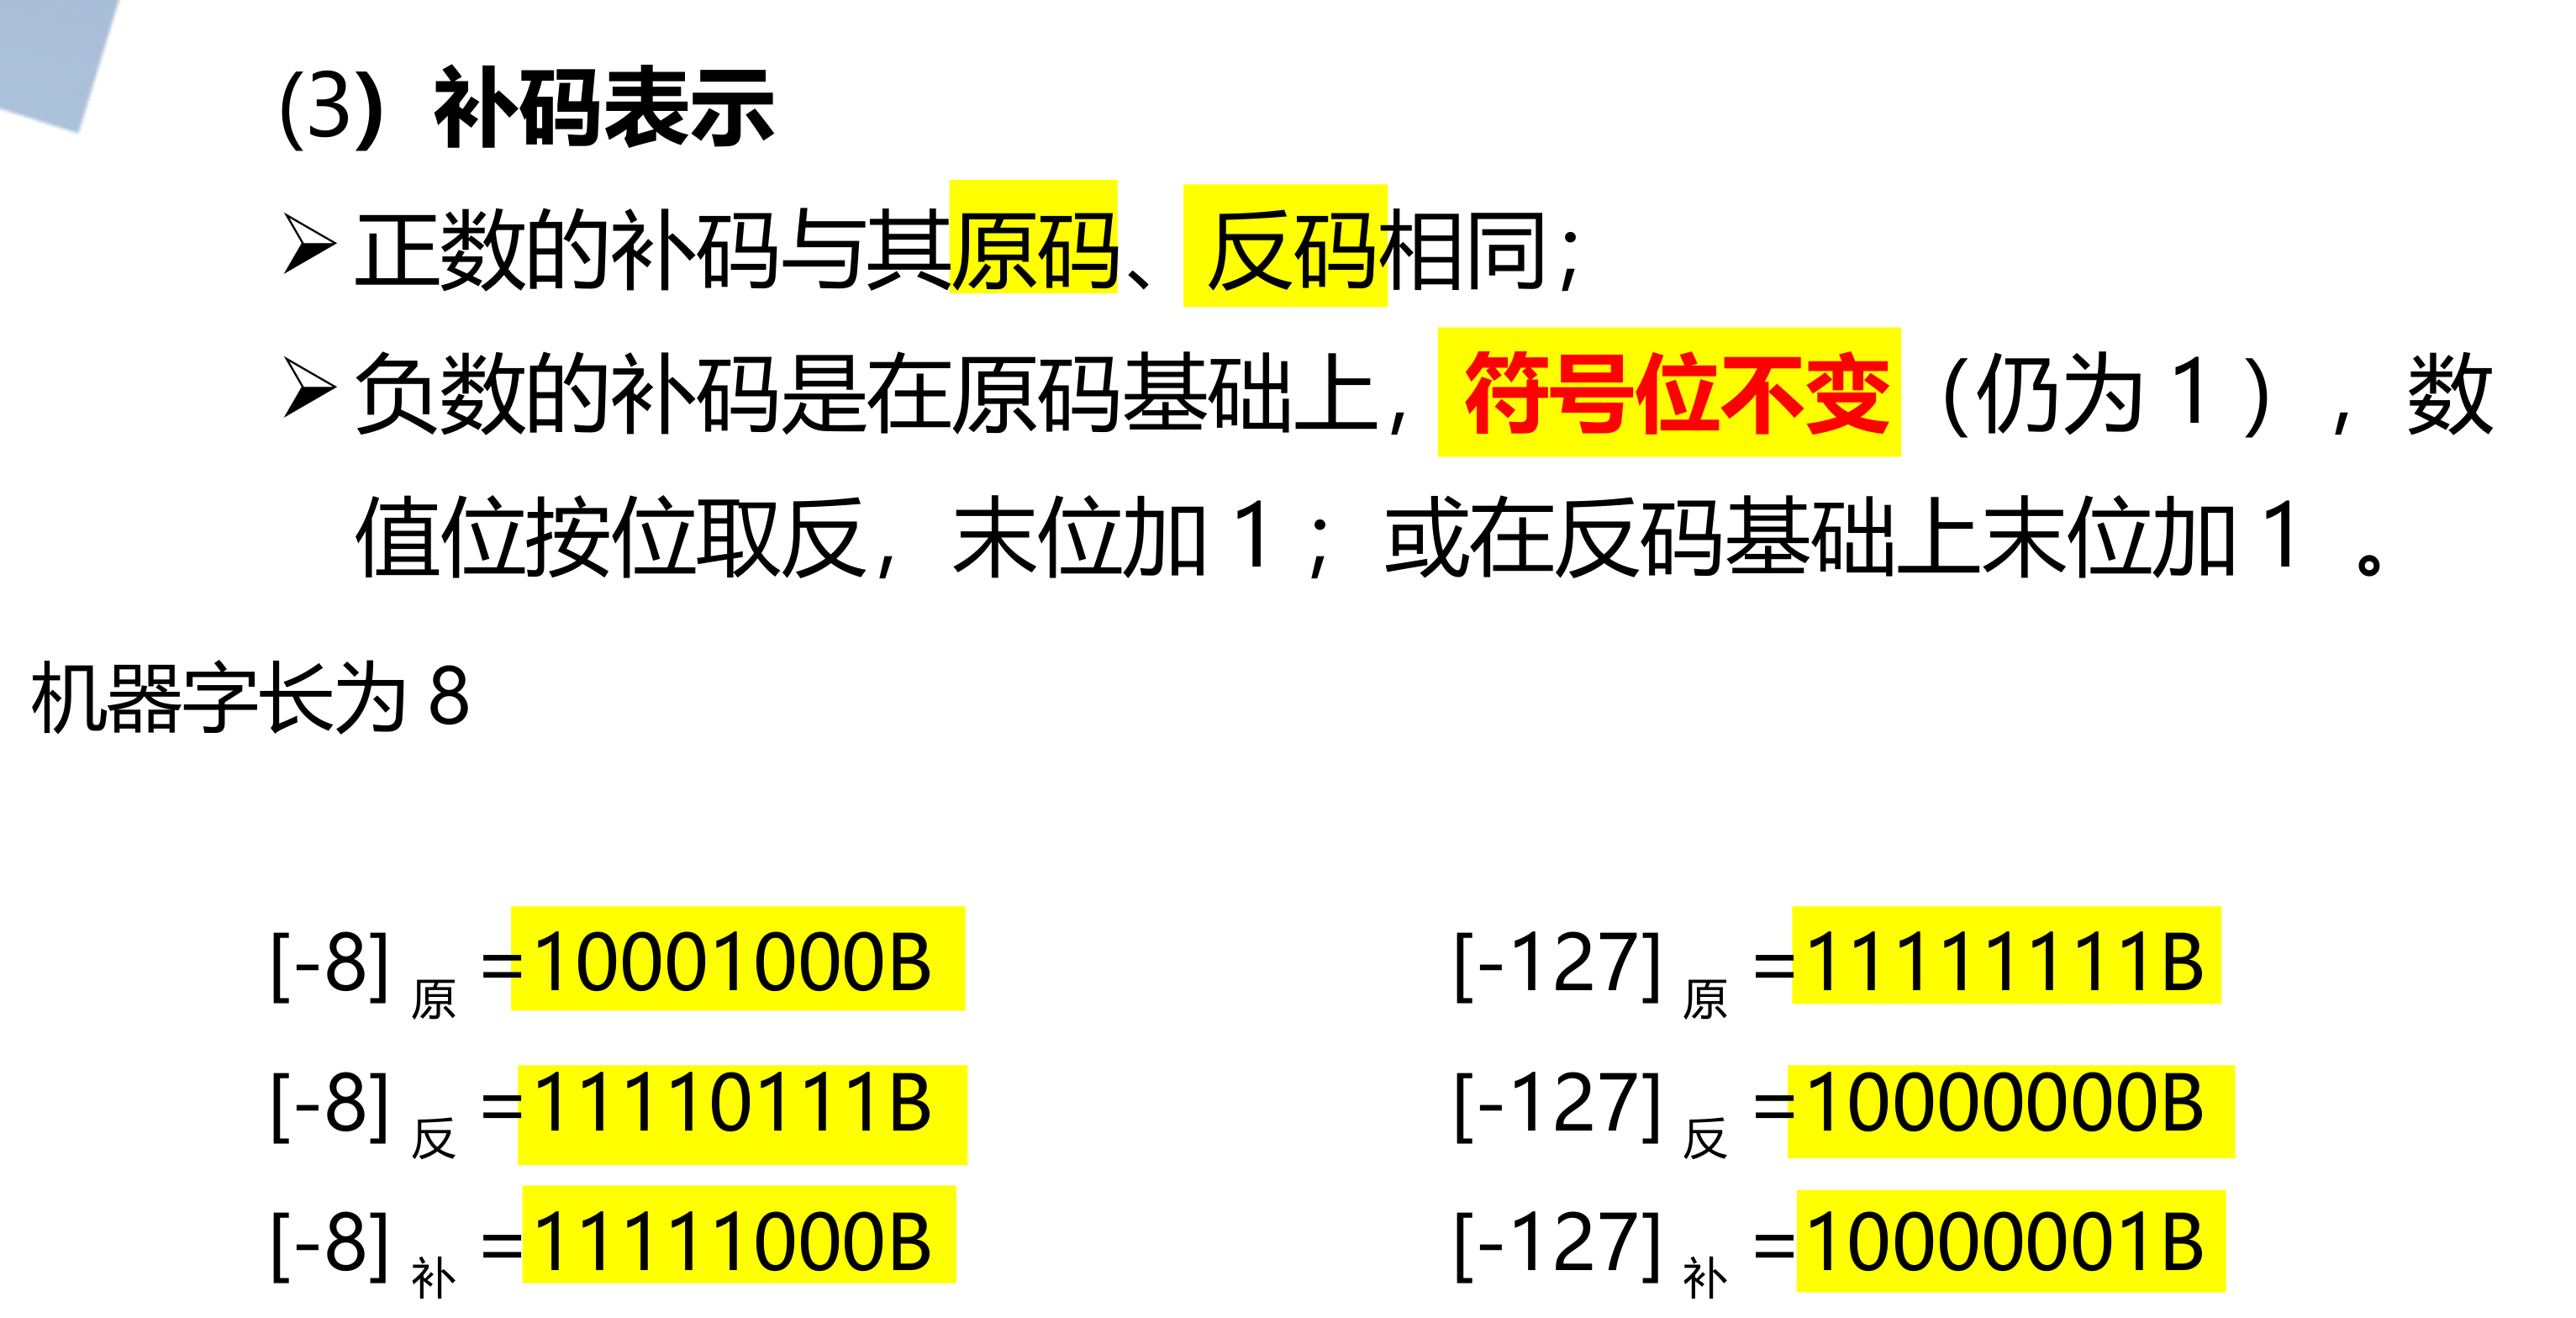 (3) 补码表示
➢正数的补码与其原码、反码相同；
➢负数的补码是在原码基础上，符号位不变（仍为1），数
值位按位取反，末位加1；或在反码基础上末位加1。
机器字长为8
[-8]原=10001000B
[-8]反=11110111B
[-8]补=11111000B
[-127]原=11111111B
[-127]反=10000000B
[-127]补=10000001B